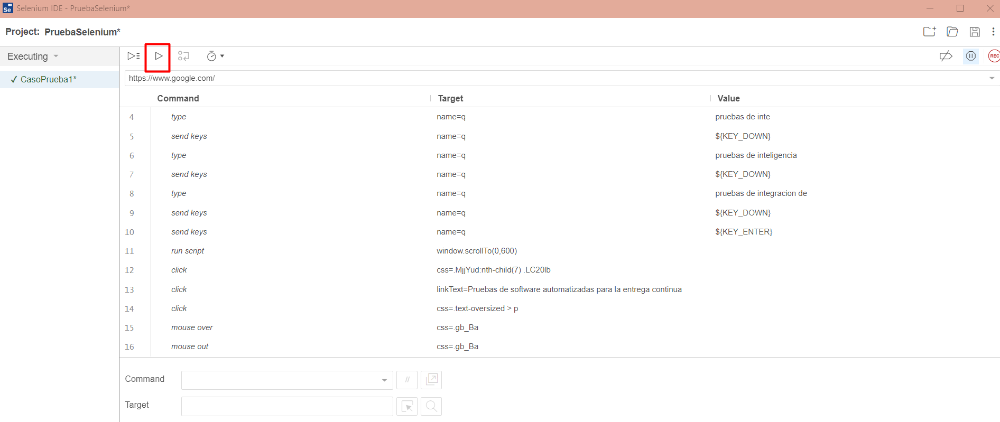 Se Selenium IDE - PruebaSelenium*
Project: PruebaSelenium*
Executing
REC
✓ CasoPrueba1*
https://www.google.com/
Command Target Value
4 type name=q pruebas de inte
5 send keys name=q ${KEY_DOWN}
6 type name=q pruebas de inteligencia
7 send keys name=q ${KEY_DOWN}
8 type name=q pruebas de integracion de
9 send keys name=q ${KEY_DOWN}
10 send keys name=q ${KEY_ENTER}
11 run script window.scrollTo(0,600)
12 click css=.MjjYud:nth-child(7) .LC20lb
13 click linkText=Pruebas de software automatizadas para la entrega continua
14 click css=.text-oversized > p
15 mouse over css=.gb_Ba
16 mouse out css=.gb_Ba
Command //
Target